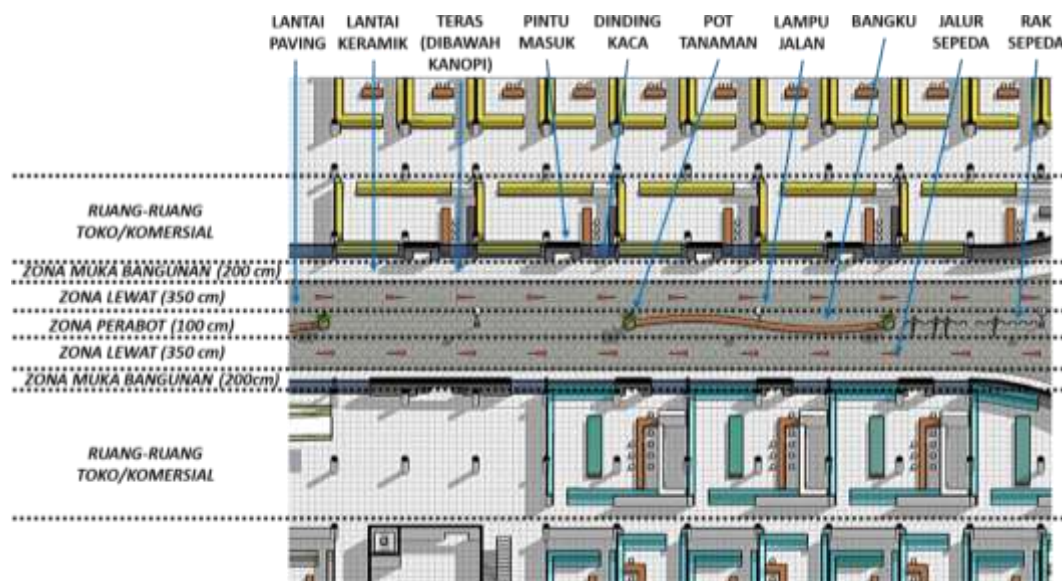 LANTAI PAVING
LANTAI KERAMIK
TERAS (DIBAWAH KANOPI)
PINTU MASUK
DINDING KACA
POT TANAMAN
LAMPU JALAN
BANGKU
JALUR SEPEDA
RAK SEPEDA
RUANG-RUANG
TOKO/KOMERSIAL
ZONA MUKA BANGUNAN (200 cm)
ZONA LEWAT (350 cm)
ZONA PERABOT (100 cm)
ZONA LEWAT (350 cm)
ZONA MUKA BANGUNAN (200cm)
RUANG-RUANG
TOKO/KOMERSIAL